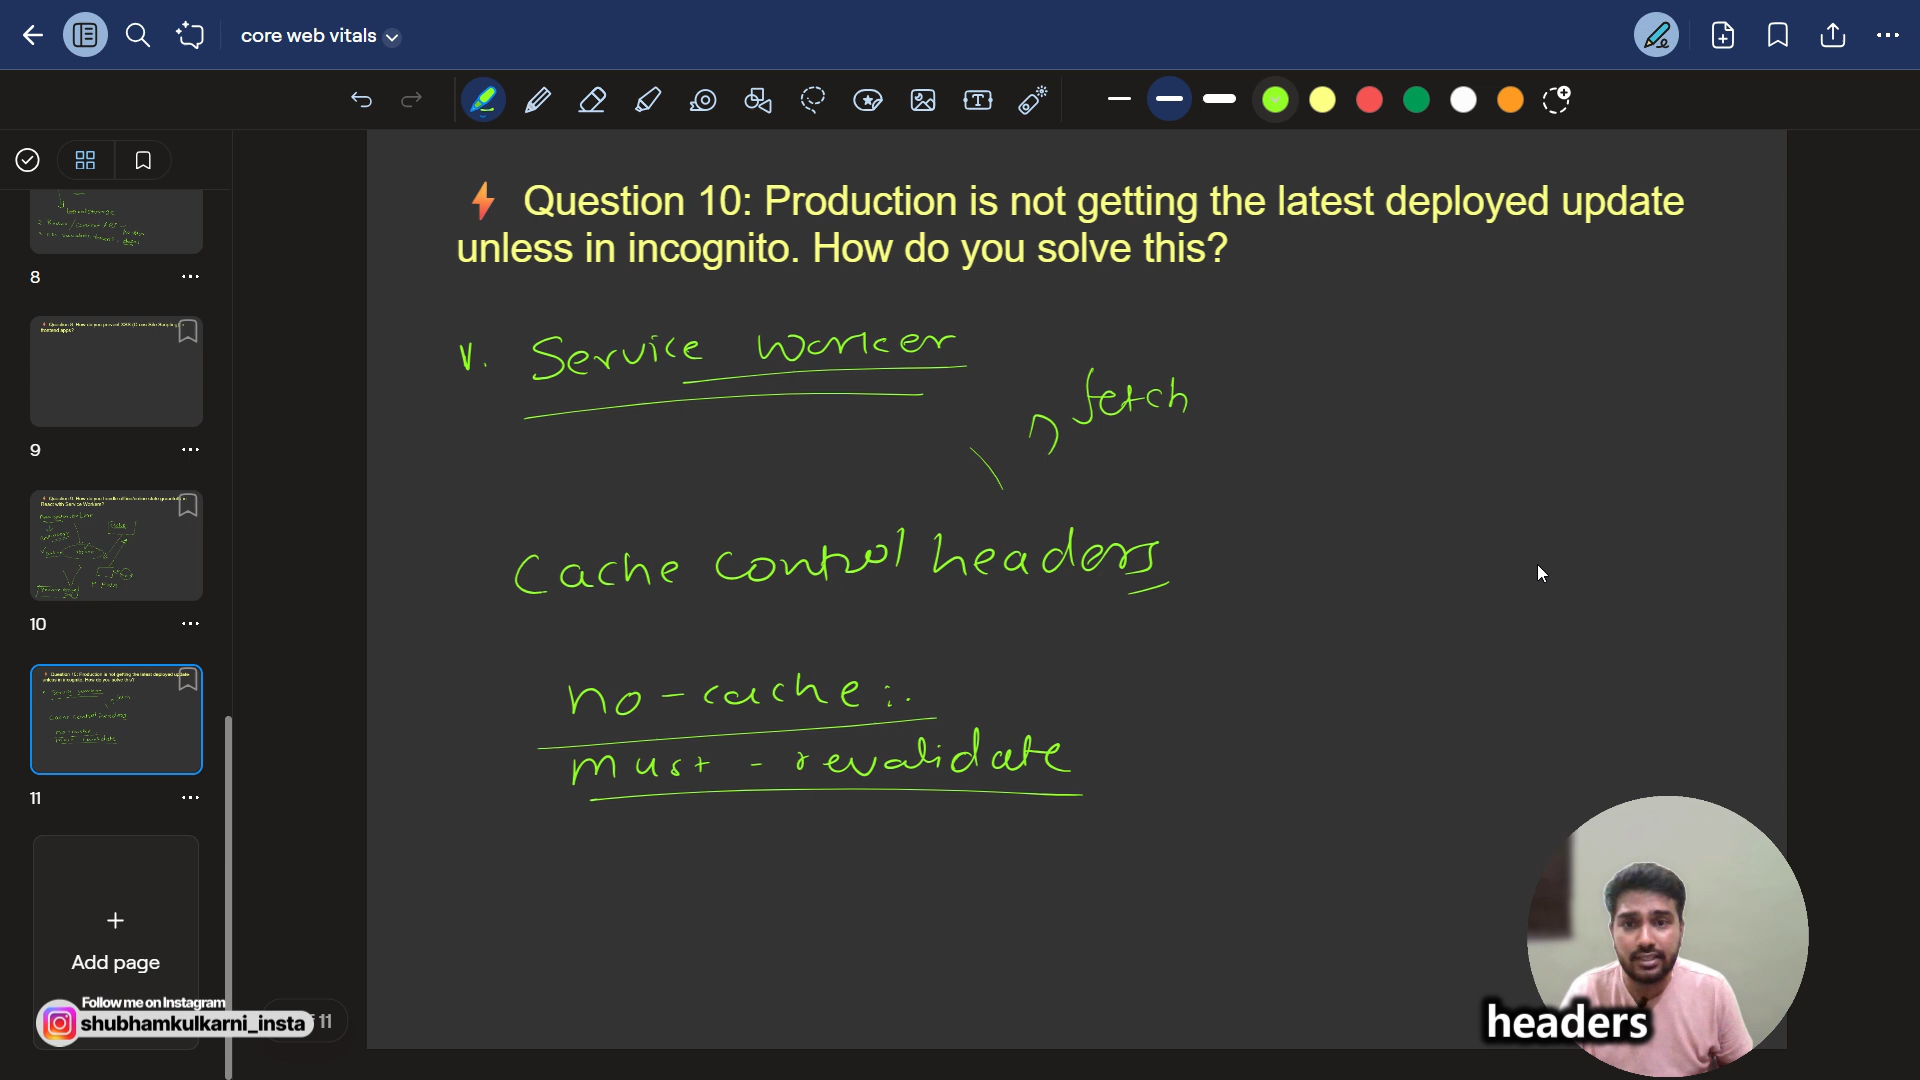 core web vitals
⚡ Question 10: Production is not getting the latest deployed update
unless in incognito. How do you solve this?
1. Service Worker
fetch
Cache control headers
no-cache :.
must - revalidate
8
9
10
11
Add page
Follow me on Instagram
shubhamkulkarni_insta
11
headers